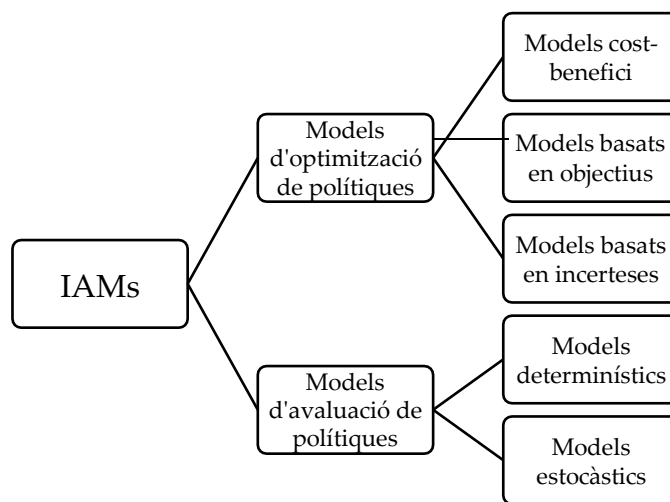 Models cost-
benefici
Models
d'optimització
de polítiques
Models basats
en objectius
Models basats
en incerteses
IAMs
Models
determinístics
Models
d'avaluació de
polítiques
Models
estocàstics